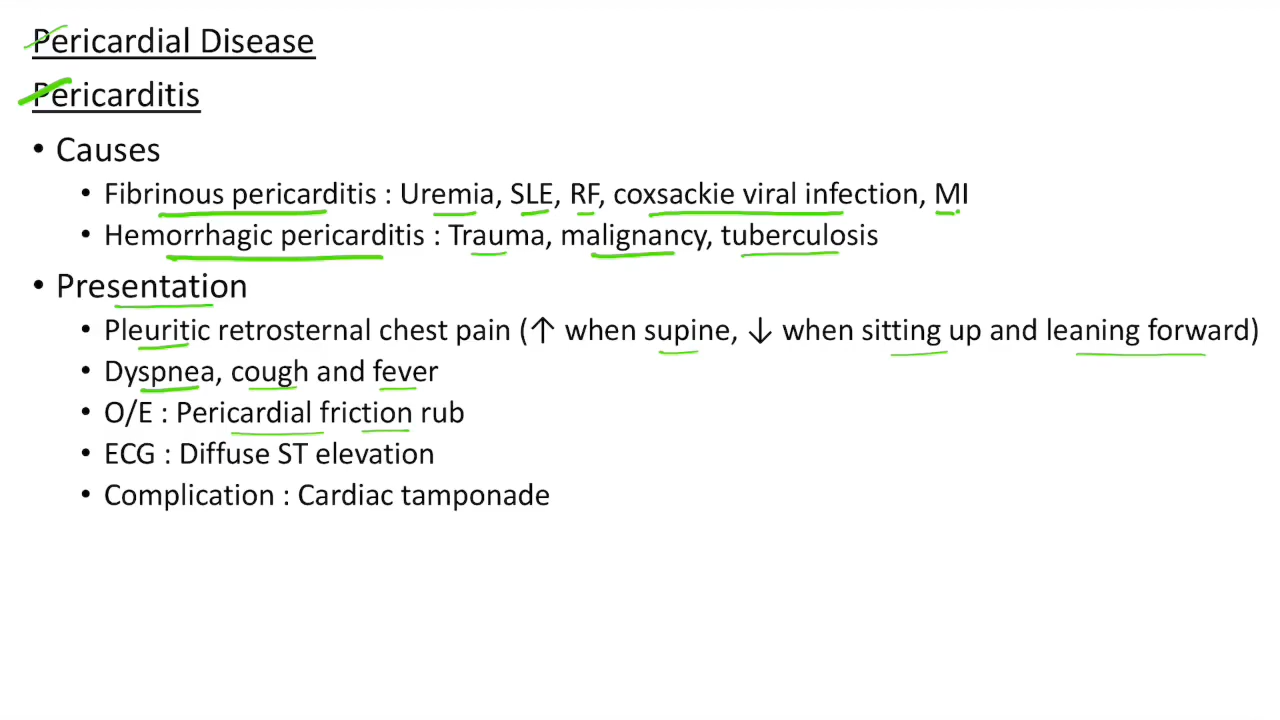 Pericardial Disease
Pericarditis
• Causes
• Fibrinous pericarditis : Uremia, SLE, RF, coxsackie viral infection, MI
• Hemorrhagic pericarditis : Trauma, malignancy, tuberculosis
• Presentation
• Pleuritic retrosternal chest pain (↑ when supine, ↓ when sitting up and leaning forward)
• Dyspnea, cough and fever
• O/E : Pericardial friction rub
• ECG : Diffuse ST elevation
• Complication : Cardiac tamponade